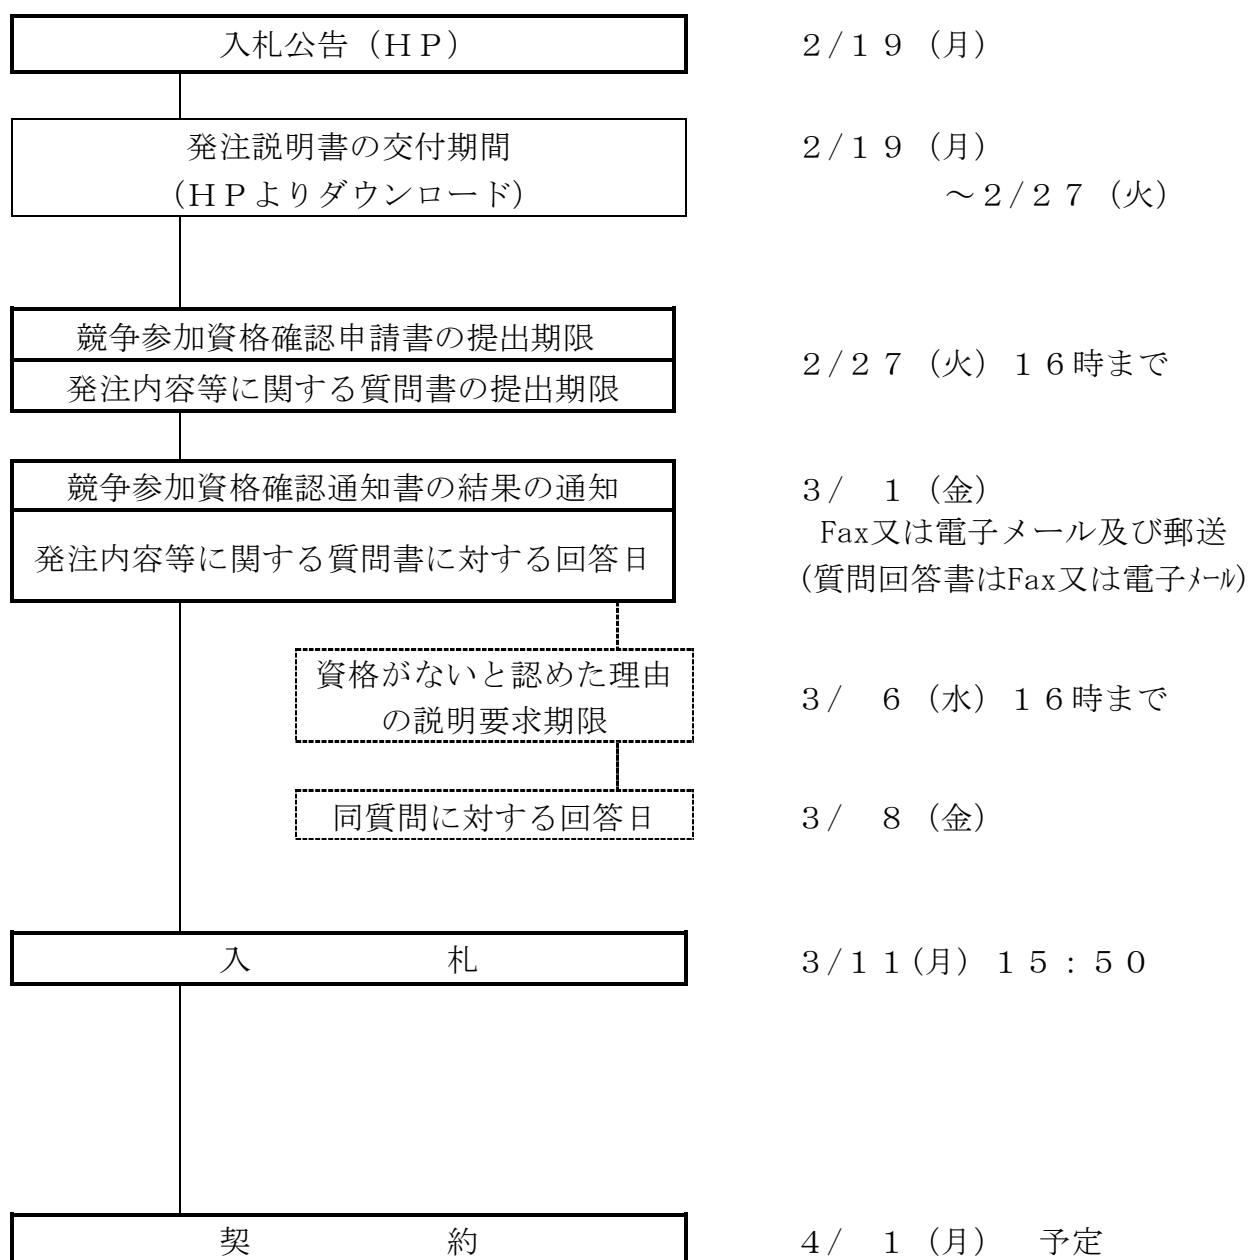 入札公告（ＨＰ）　２/１９（月）
発注説明書の交付期間　２/１９（月）
（ＨＰよりダウンロード）　～２/２７（火）
競争参加資格確認申請書の提出期限
２/２７（火）１６時まで
発注内容等に関する質問書の提出期限
競争参加資格確認通知書の結果の通知　３/　１（金）
Fax又は電子メール及び郵送
発注内容等に関する質問書に対する回答日
(質問回答書はFax又は電子ﾒｰﾙ)
資格がないと認めた理由
の説明要求期限
３/　６（水）１６時まで
同質問に対する回答日　３/　８（金）
入　札　３/１１(月) １５:５０
契　約　４/　１（月）　予定